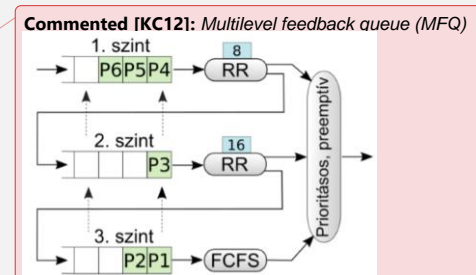 Commented [KC12]: Multilevel feedback queue (MFQ)
1. szint
8
P6 P5 P4
RR
2. szint
16
P3
RR
3. szint
P2 P1
FCFS
Prioritásos, preemptív